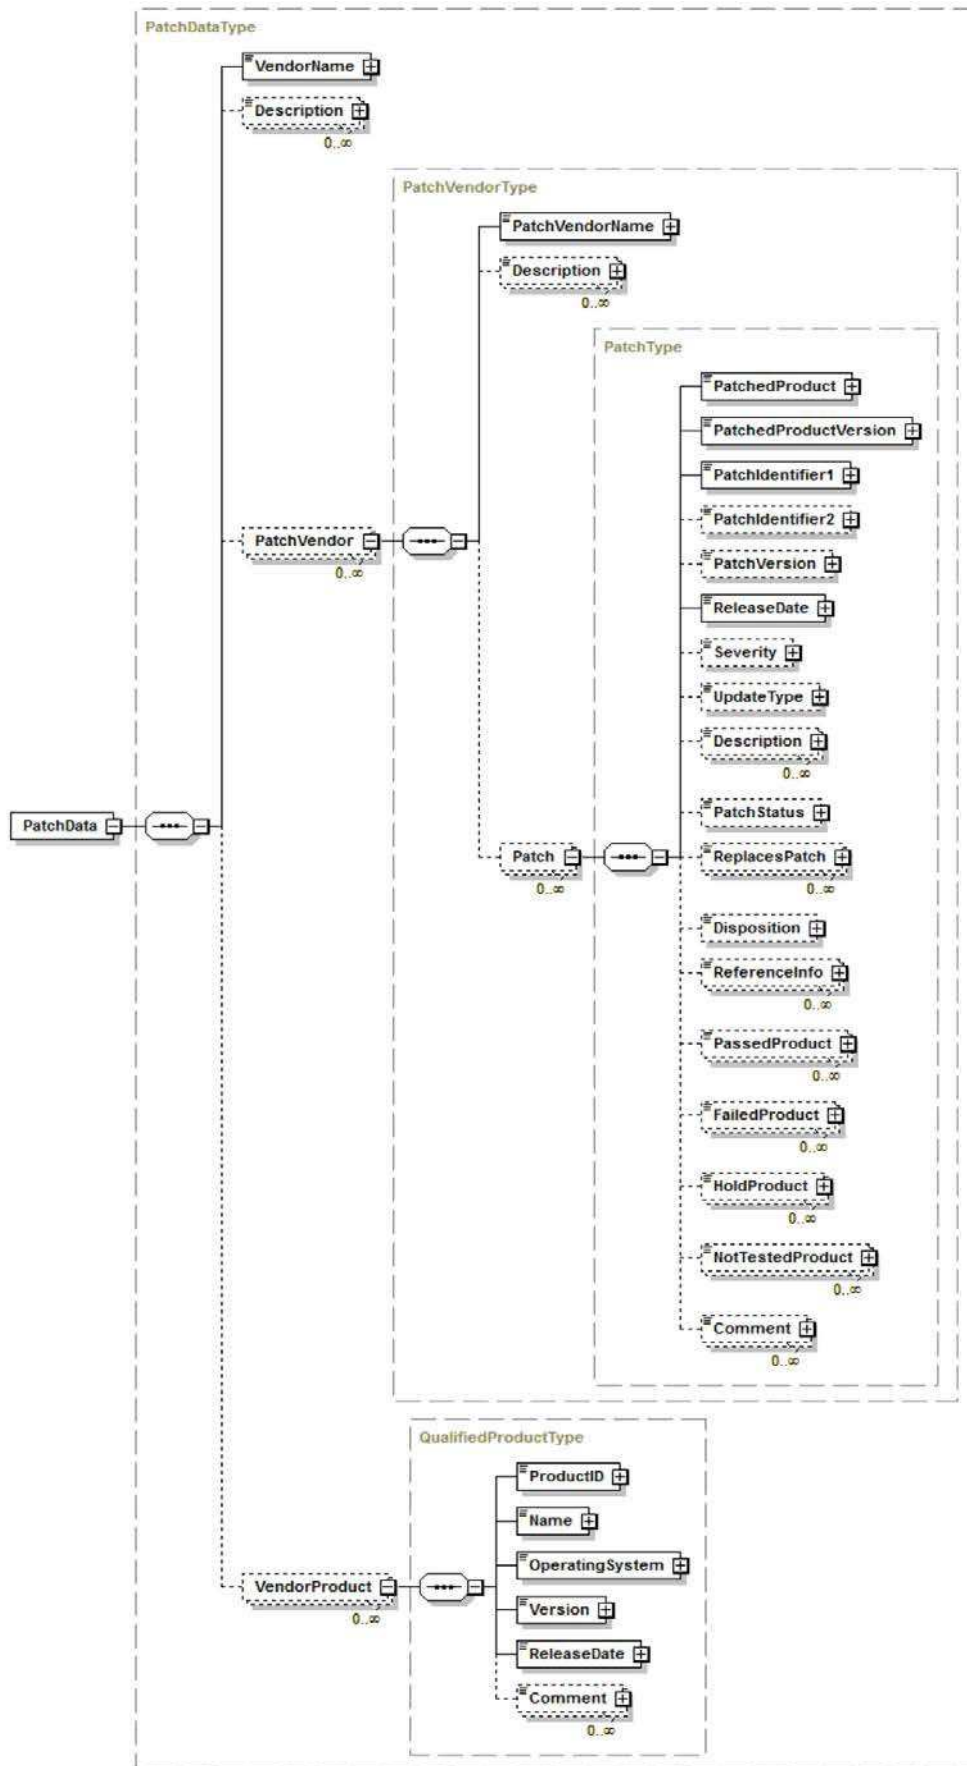 PatchDataType
VendorName
Description
0..∞
PatchVendorType
PatchVendorName
Description
0..∞
PatchType
PatchedProduct
PatchedProductVersion
PatchIdentifier1
PatchIdentifier2
PatchVersion
ReleaseDate
Severity
UpdateType
Description
0..∞
PatchStatus
ReplacesPatch
0..∞
Disposition
ReferenceInfo
0..∞
PassedProduct
0..∞
FailedProduct
0..∞
HoldProduct
0..∞
NotTestedProduct
0..∞
Comment
0..∞
PatchVendor
0..∞
Patch
0..∞
PatchData
QualifiedProductType
ProductID
Name
OperatingSystem
Version
ReleaseDate
Comment
0..∞
VendorProduct
0..∞